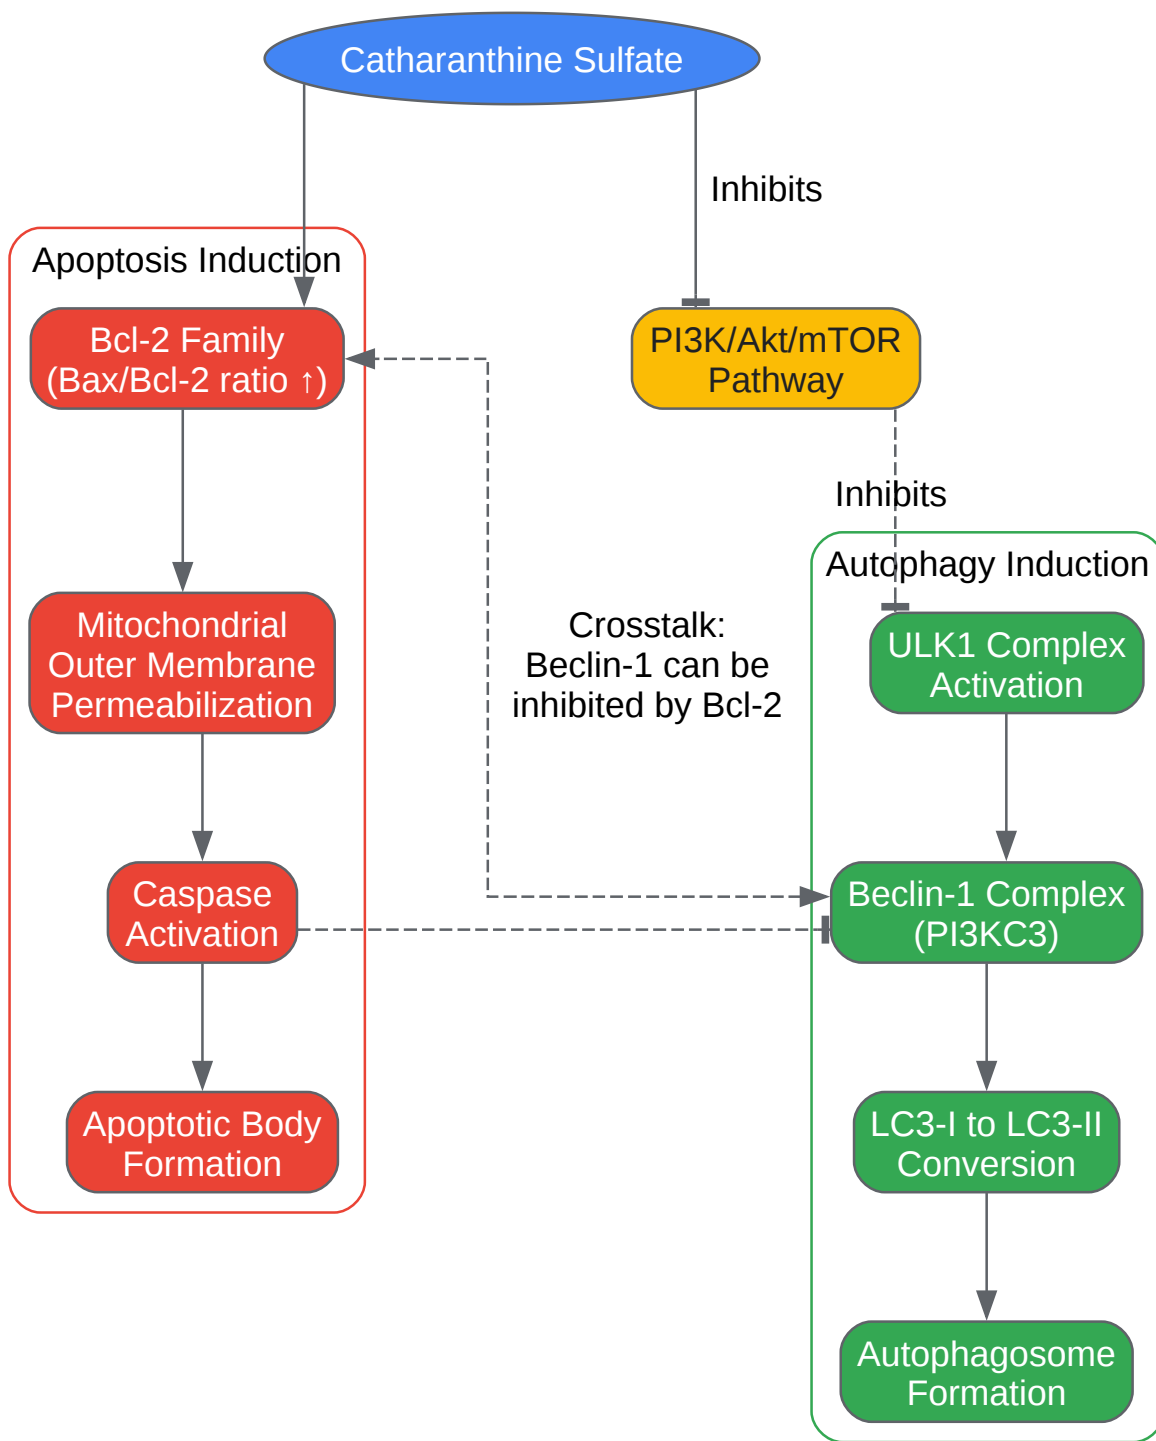 Catharanthine Sulfate
Inhibits
Apoptosis Induction
Bcl-2 Family
(Bax/Bcl-2 ratio ↑)
PI3K/Akt/mTOR
Pathway
Inhibits
Autophagy Induction
Mitochondrial
Outer Membrane
Permeabilization
Crosstalk:
Beclin-1 can be
inhibited by Bcl-2
ULK1 Complex
Activation
Caspase
Activation
Beclin-1 Complex
(PI3KC3)
Apoptotic Body
Formation
LC3-I to LC3-II
Conversion
Autophagosome
Formation